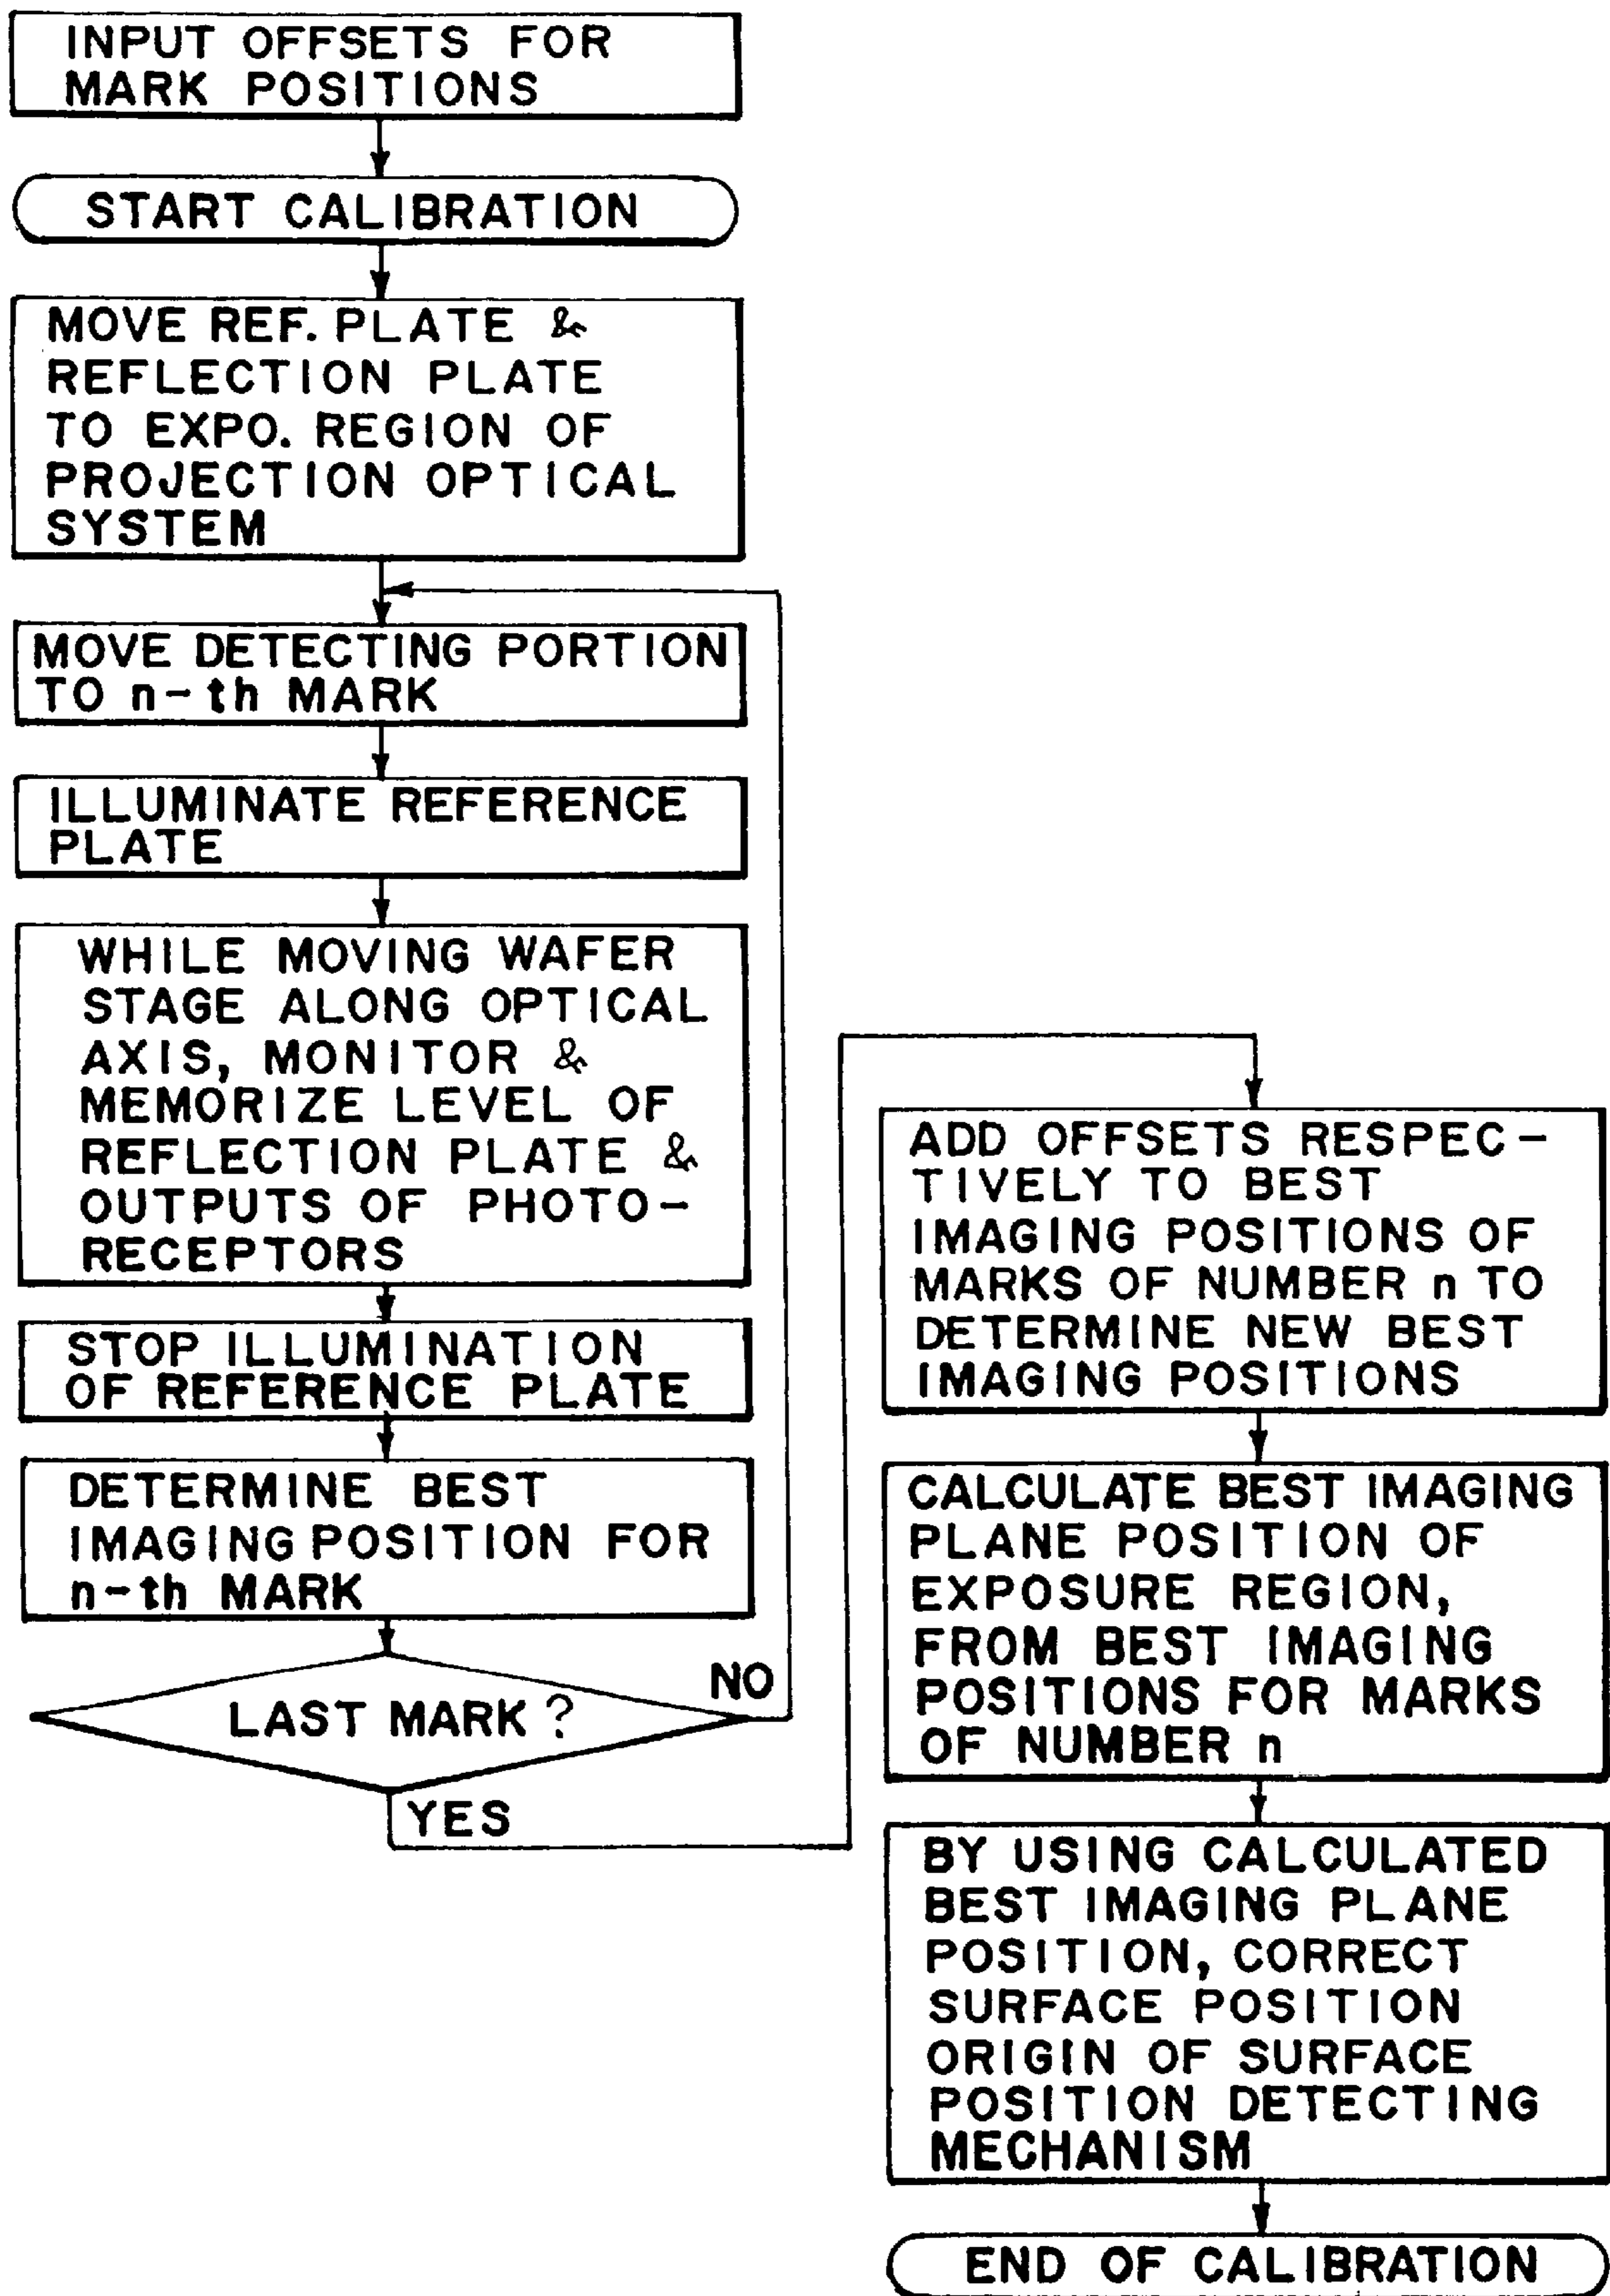 INPUT OFFSETS FOR
MARK POSITIONS
START CALIBRATION
MOVE REF. PLATE &
REFLECTION PLATE
TO EXPO. REGION OF
PROJECTION OPTICAL
SYSTEM
MOVE DETECTING PORTION
TO n-th MARK
ILLUMINATE REFERENCE
PLATE
WHILE MOVING WAFER
STAGE ALONG OPTICAL
AXIS, MONITOR &
MEMORIZE LEVEL OF
REFLECTION PLATE &
OUTPUTS OF PHOTO-
RECEPTORS
STOP ILLUMINATION
OF REFERENCE PLATE
DETERMINE BEST
IMAGING POSITION FOR
n-th MARK
LAST MARK?
NO
YES
ADD OFFSETS RESPEC-
TIVELY TO BEST
IMAGING POSITIONS OF
MARKS OF NUMBER n TO
DETERMINE NEW BEST
IMAGING POSITIONS
CALCULATE BEST IMAGING
PLANE POSITION OF
EXPOSURE REGION,
FROM BEST IMAGING
POSITIONS FOR MARKS
OF NUMBER n
BY USING CALCULATED
BEST IMAGING PLANE
POSITION, CORRECT
SURFACE POSITION
ORIGIN OF SURFACE
POSITION DETECTING
MECHANISM
END OF CALIBRATION